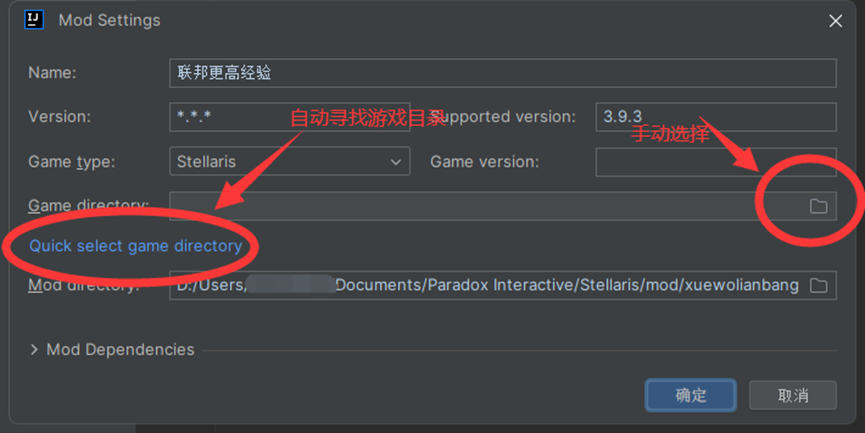 IJ Mod Settings
Name: 联邦更高经验
Version: *.*.* Supported version: 3.9.3
自动寻找游戏目录
手动选择
Game type: Stellaris Game version:
Game directory:
Quick select game directory
Mod directory: D:/Users/ Documents/Paradox Interactive/Stellaris/mod/xuewolianbang
Mod Dependencies
确定 取消